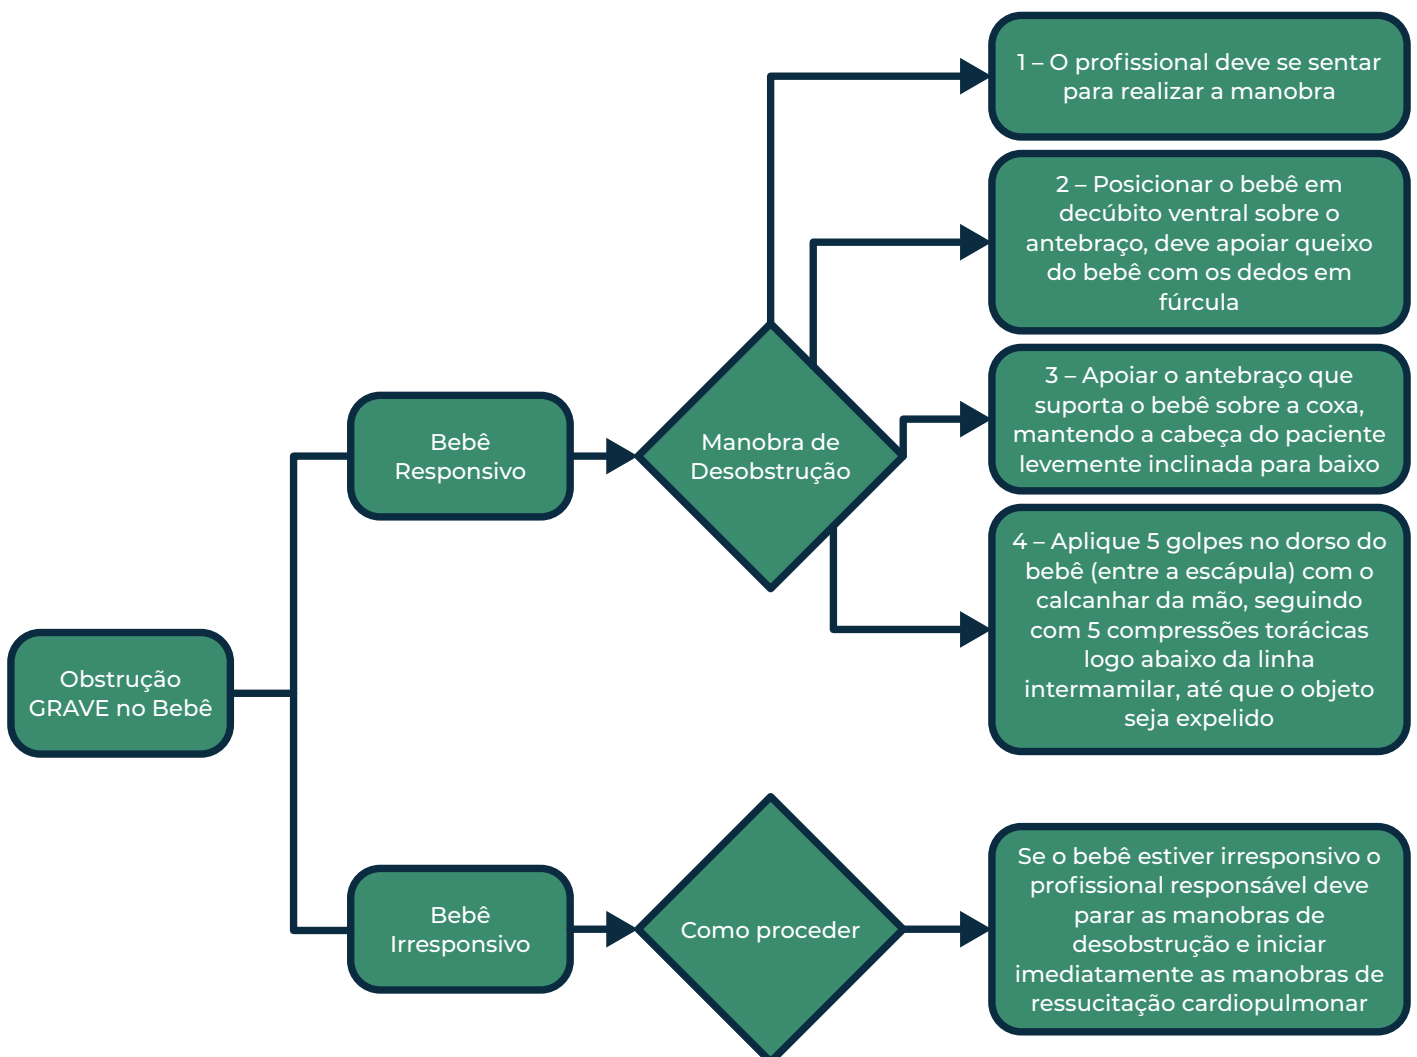 Obstrução
GRAVE no Bebê
Bebê
Responsivo
Manobra de
Desobstrução
1 – O profissional deve se sentar
para realizar a manobra
2 – Posicionar o bebê em
decúbito ventral sobre o
antebraço, deve apoiar queixo
do bebê com os dedos em
fúrcula
3 – Apoiar o antebraço que
suporta o bebê sobre a coxa,
mantendo a cabeça do paciente
levemente inclinada para baixo
4 – Aplique 5 golpes no dorso do
bebê (entre a escápula) com o
calcanhar da mão, seguindo
com 5 compressões torácicas
logo abaixo da linha
intermamilar, até que o objeto
seja expelido
Bebê
Irresponsivo
Como proceder
Se o bebê estiver irresponsivo o
profissional responsável deve
parar as manobras de
desobstrução e iniciar
imediatamente as manobras de
ressucitação cardiopulmonar